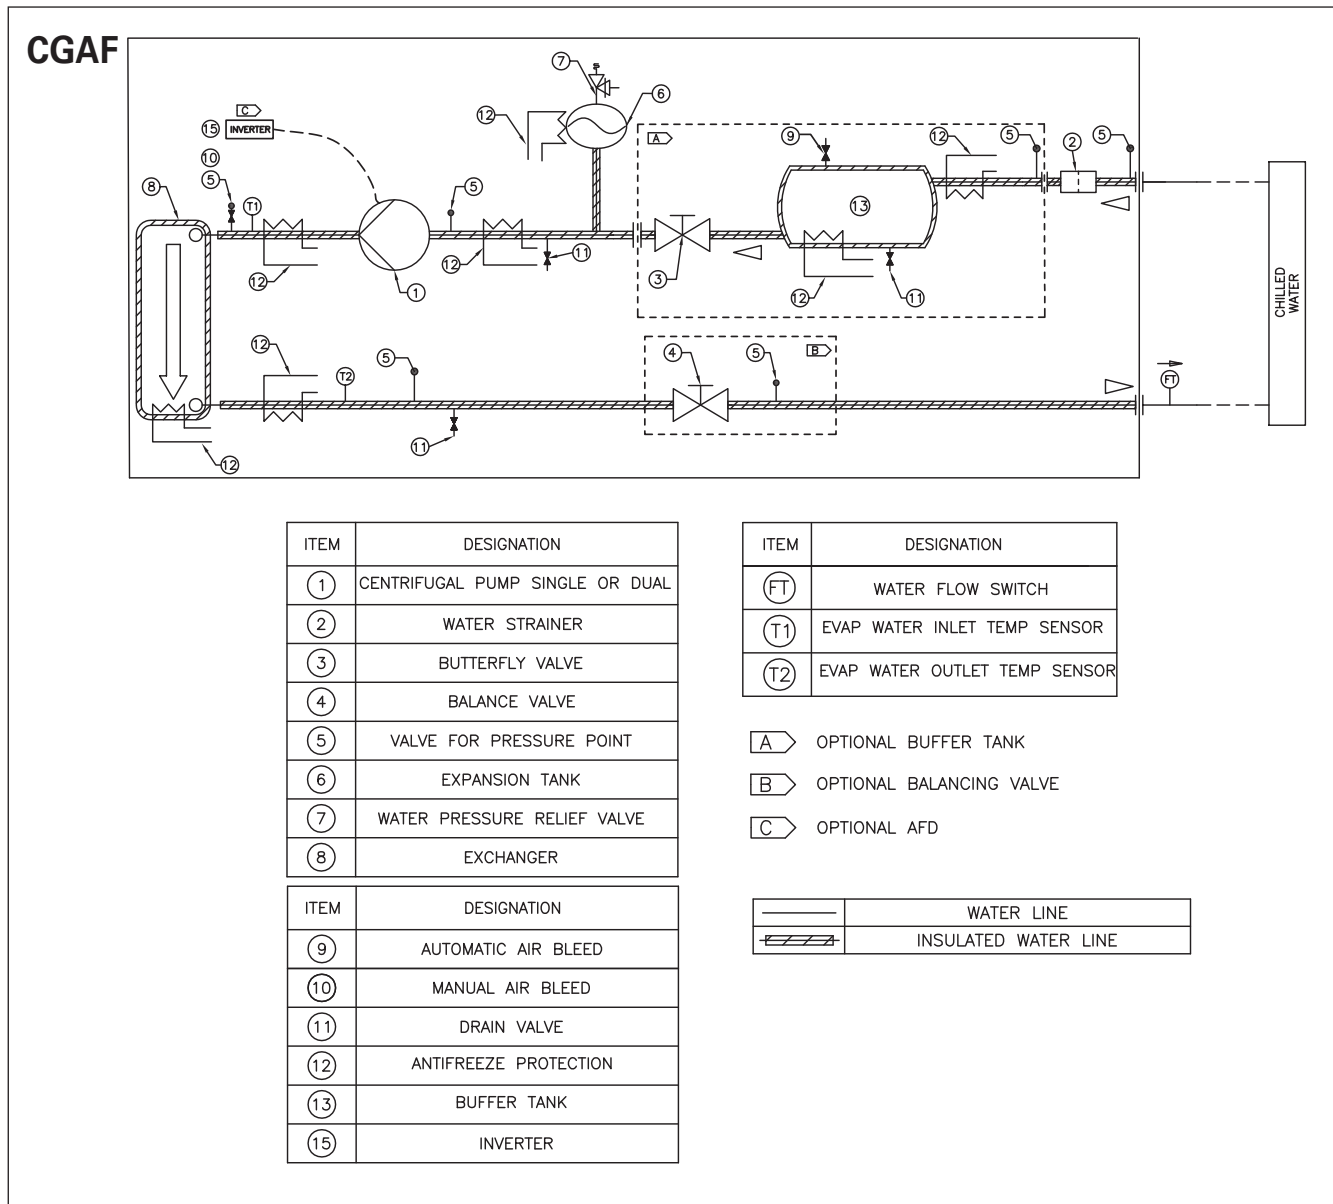 CGAF
7
12
6
C
15 INVERTER
A
9
12
5
5
2
10
5
T1
5
8
13
12
1
12
11
3
12
11
CHILLED
WATER
12
T2
5
4
5
B
FT
11
12
ITEM DESIGNATION
1 CENTRIFUGAL PUMP SINGLE OR DUAL
2 WATER STRAINER
3 BUTTERFLY VALVE
4 BALANCE VALVE
5 VALVE FOR PRESSURE POINT
6 EXPANSION TANK
7 WATER PRESSURE RELIEF VALVE
8 EXCHANGER
ITEM DESIGNATION
9 AUTOMATIC AIR BLEED
10 MANUAL AIR BLEED
11 DRAIN VALVE
12 ANTIFREEZE PROTECTION
13 BUFFER TANK
15 INVERTER
ITEM DESIGNATION
FT WATER FLOW SWITCH
T1 EVAP WATER INLET TEMP SENSOR
T2 EVAP WATER OUTLET TEMP SENSOR
A OPTIONAL BUFFER TANK
B OPTIONAL BALANCING VALVE
C OPTIONAL AFD
WATER LINE
INSULATED WATER LINE